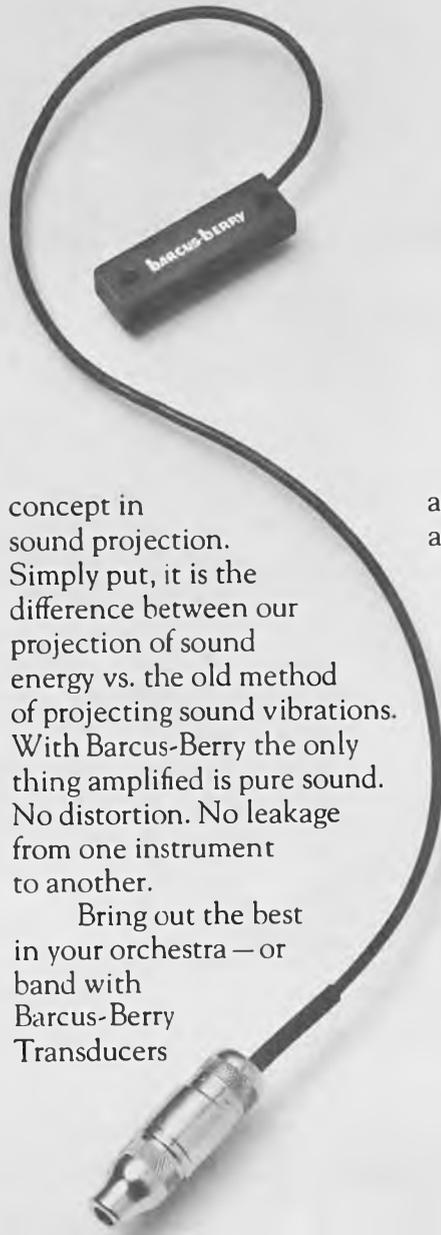 BARCUS-BERRY
concept in
sound projection.
Simply put, it is the
difference between our
projection of sound
energy vs. the old method
of projecting sound vibrations.
With Barcus-Berry the only
thing amplified is pure sound.
No distortion. No leakage
from one instrument
to another.
Bring out the best
in your orchestra — or
band with
Barcus-Berry
Transducers
a
a